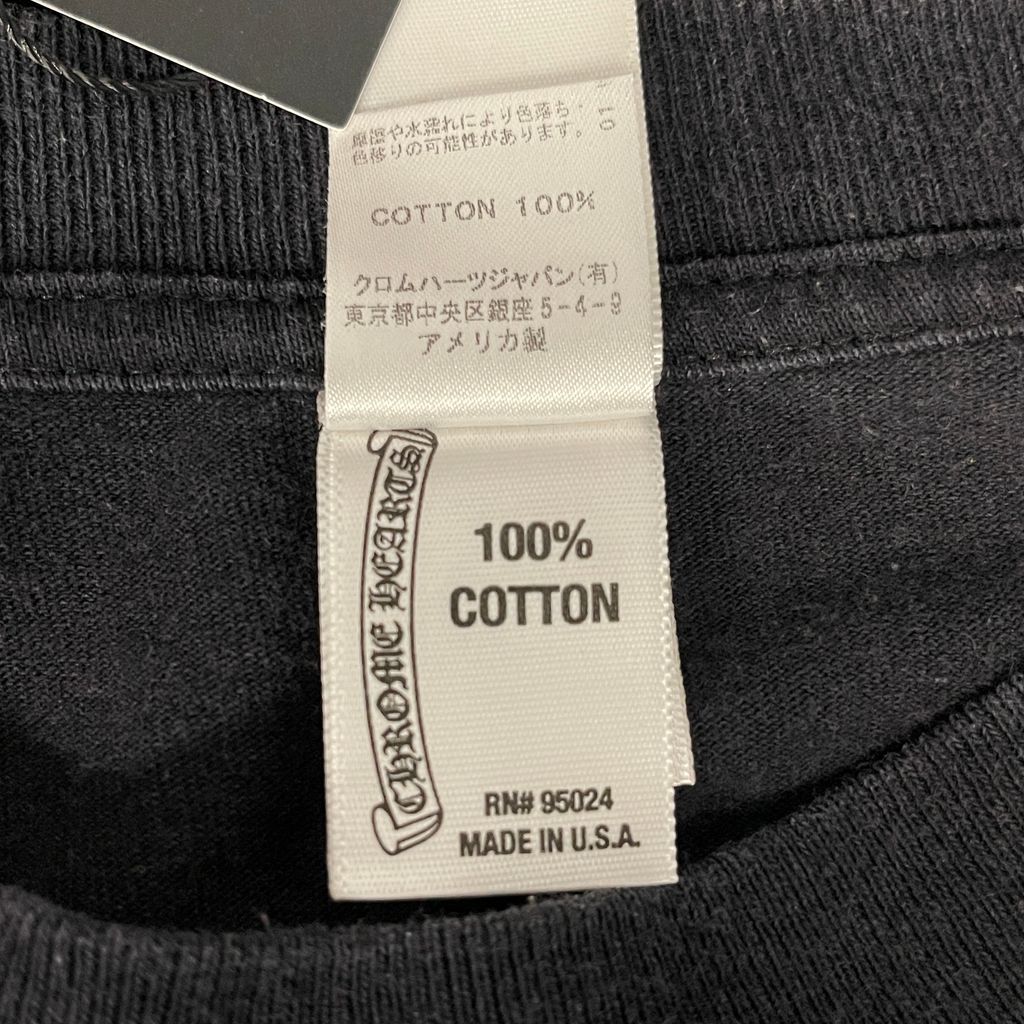 摩擦や水濡れにより色落ち・
色移りの可能性があります。
COTTON 100%
クロムハーツジャパン(有)
東京都中央区銀座5-4-9
アメリカ製
CHROME HEARTS
100%
COTTON
RN# 95024
MADE IN U.S.A.